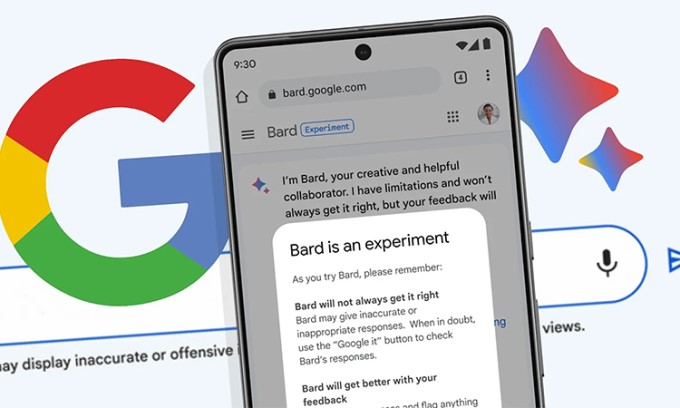 9:30
bard.google.com
4
Bard Experiment
I'm Bard, your creative and helpful
collaborator. I have limitations and won't
always get it right, but your feedback will
Bard is an experiment
As you try Bard, please remember:
Bard will not always get it right
Bard may give inaccurate or
inappropriate responses. When in doubt,
use the "Google it" button to check
Bard's responses.
Bard will get better with your
feedback
and flag anything
may display inaccurate or offensive
views.